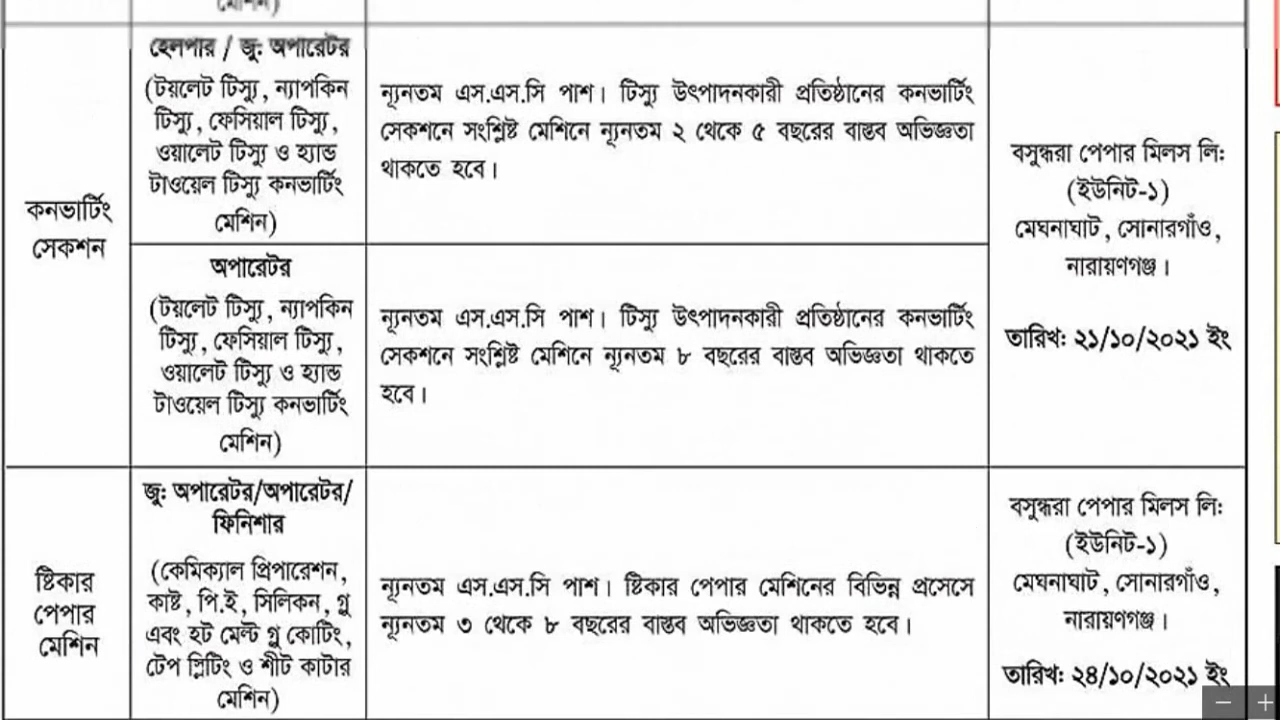 মেশিন)
কনভার্টিং
সেকশন
হেলপার / জু: অপারেটর
(টয়লেট টিস্যু, ন্যাপকিন
টিস্যু, ফেসিয়াল টিস্যু,
ওয়ালেট টিস্যু ও হ্যান্ড
টাওয়েল টিস্যু কনভার্টিং
মেশিন)
ন্যূনতম এস.এস.সি পাশ। টিস্যু উৎপাদনকারী প্রতিষ্ঠানের কনভার্টিং
সেকশনে সংশ্লিষ্ট মেশিনে ন্যূনতম ২ থেকে ৫ বছরের বাস্তব অভিজ্ঞতা
থাকতে হবে।
অপারেটর
(টয়লেট টিস্যু, ন্যাপকিন
টিস্যু, ফেসিয়াল টিস্যু,
ওয়ালেট টিস্যু ও হ্যান্ড
টাওয়েল টিস্যু কনভার্টিং
মেশিন)
ন্যূনতম এস.এস.সি পাশ। টিস্যু উৎপাদনকারী প্রতিষ্ঠানের কনভার্টিং
সেকশনে সংশ্লিষ্ট মেশিনে ন্যূনতম ৮ বছরের বাস্তব অভিজ্ঞতা থাকতে
হবে।
বসুন্ধরা পেপার মিলস লি:
(ইউনিট-১)
মেঘনাঘাট, সোনারগাঁও,
নারায়ণগঞ্জ।
তারিখ: ২১/১০/২০২১ ইং
ষ্টিকার
পেপার
মেশিন
জু: অপারেটর/অপারেটর/
ফিনিশার
(কেমিক্যাল প্রিপারেশন,
কাষ্ট, পি.ই, সিলিকন, গ্লু
এবং হট মেল্ট গ্লু কোটিং,
টেপ স্লিটিং ও শীট কাটার
মেশিন)
ন্যূনতম এস.এস.সি পাশ। ষ্টিকার পেপার মেশিনের বিভিন্ন প্রসেসে
ন্যূনতম ৩ থেকে ৮ বছরের বাস্তব অভিজ্ঞতা থাকতে হবে।
বসুন্ধরা পেপার মিলস লি:
(ইউনিট-১)
মেঘনাঘাট, সোনারগাঁও,
নারায়ণগঞ্জ।
তারিখ: ২৪/১০/২০২১ ইং